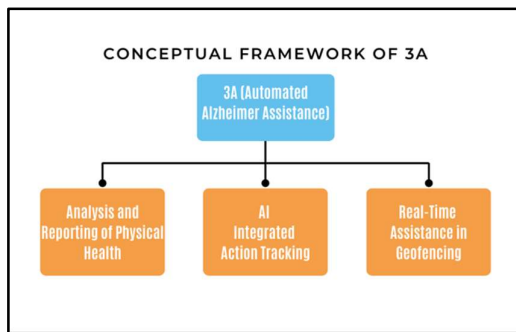 CONCEPTUAL FRAMEWORK OF 3A
3A (Automated
Alzheimer Assistance)
Analysis and
Reporting of Physical
Health
AI
Integrated
Action Tracking
Real-Time
Assistance in
Geofencing